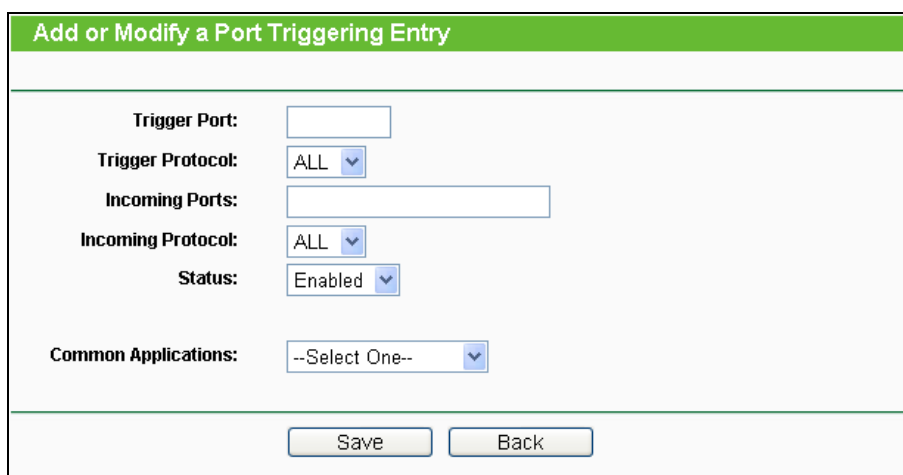 Add or Modify a Port Triggering Entry
Trigger Port:
Trigger Protocol: ALL
Incoming Ports:
Incoming Protocol: ALL
Status: Enabled
Common Applications: --Select One--
Save Back